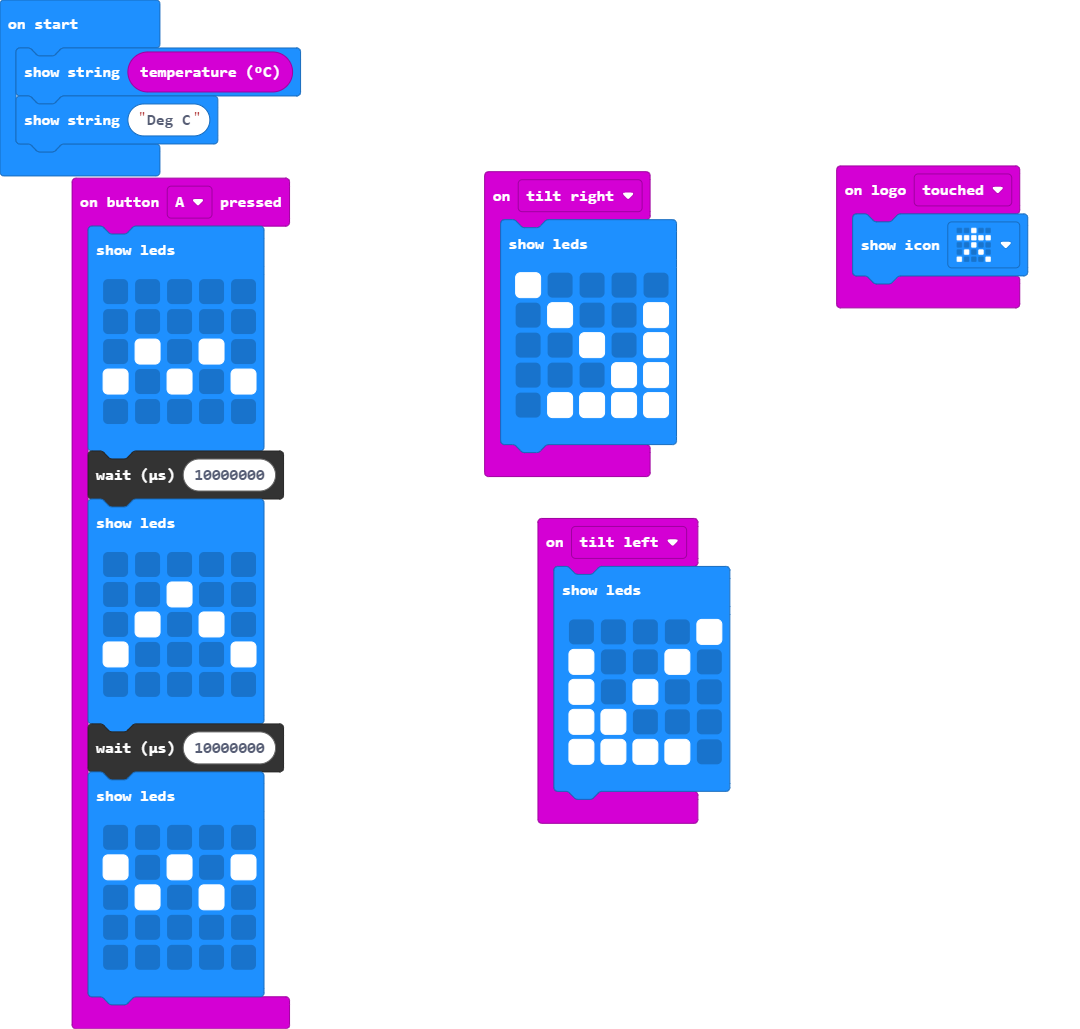 on start
show string temperature (°C)
show string "Deg C"
on button A pressed
show leds
wait (µs) 10000000
show leds
wait (µs) 10000000
show leds
on tilt right
show leds
on tilt left
show leds
on logo touched
show icon